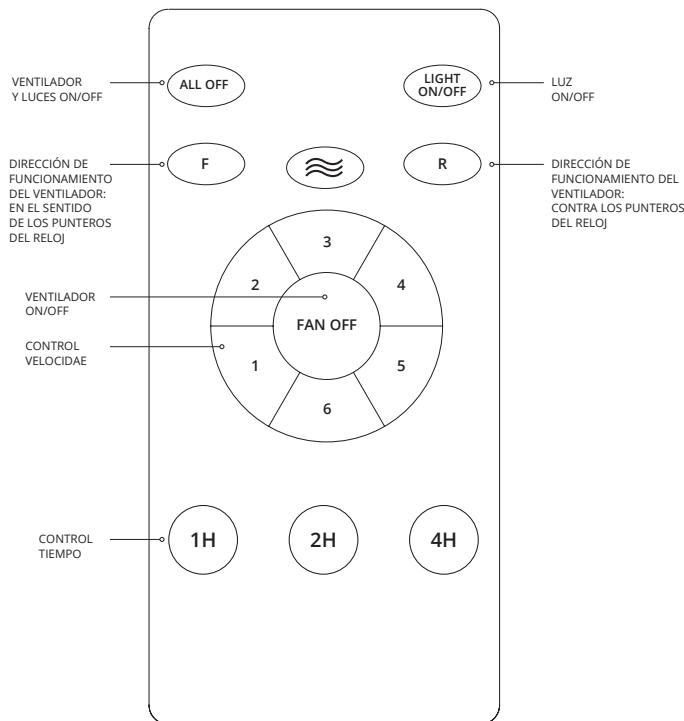 VENTILADOR
Y LUCES ON/OFF
ALL OFF
LIGHT
ON/OFF
LUZ
ON/OFF
DIRECCIÓN DE
FUNCIONAMIENTO
DEL VENTILADOR:
EN EL SENTIDO
DE LOS PUNTEROS
DEL RELOJ
F
R
DIRECCIÓN DE
FUNCIONAMIENTO DEL
VENTILADOR:
CONTRA LOS PUNTEROS
DEL RELOJ
3
2
4
VENTILADOR
ON/OFF
FAN OFF
CONTROL
VELOCIDAE
1
5
6
CONTROL
TIEMPO
1H
2H
4H